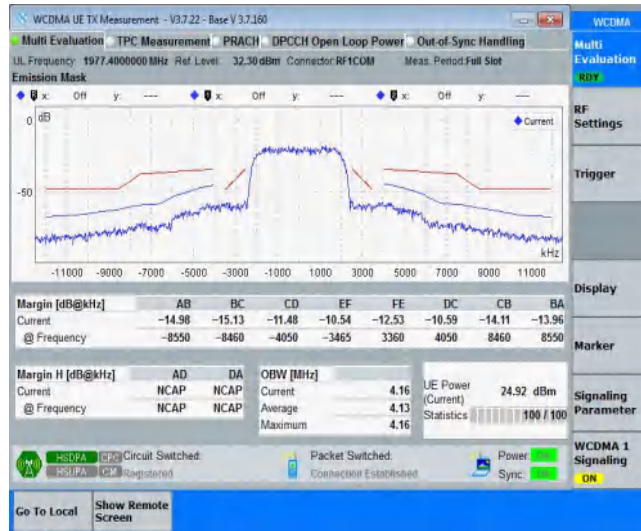 WCDMA UE TX Measurement - V3.7.22 - Base V 3.7.160
WCDMA
Multi Evaluation TPC Measurement PRACH DPCCH Open Loop Power Out-of-Sync Handling
Multi Evaluation
RDY
UL Frequency 1977.4000000 MHz Ref. Level: 32.30 dBm Connector: RF1COM Meas. Period: Full Slot
Emission Mask
x: Off y: --- x: Off y: --- x: Off y: ---
RF Settings
dB
Current
0
-50
kHz
-11000 -9000 -7000 -5000 -3000 -1000 1000 3000 5000 7000 9000 11000
Trigger
Display
Margin [dB@kHz] AB BC CD EF FE DC CB BA
Current -14.98 -15.13 -11.48 -10.54 -12.53 -10.59 -14.11 -13.96
@ Frequency -8550 -8460 -4050 -3465 3360 4050 8460 8550
Marker
Margin H [dB@kHz] AD DA
Current NCAP NCAP
@ Frequency NCAP NCAP
OBW [MHz]
Current 4.16
Average 4.13
Maximum 4.16
UE Power (Current) 24.92 dBm
Statistics 100 / 100
Signaling Parameter
HSDPA CPC Circuit Switched: Packet Switched: Power:
HSUPA CM Registered Connection Established Sync:
WCDMA 1 Signaling
ON
Go To Local
Show Remote Screen